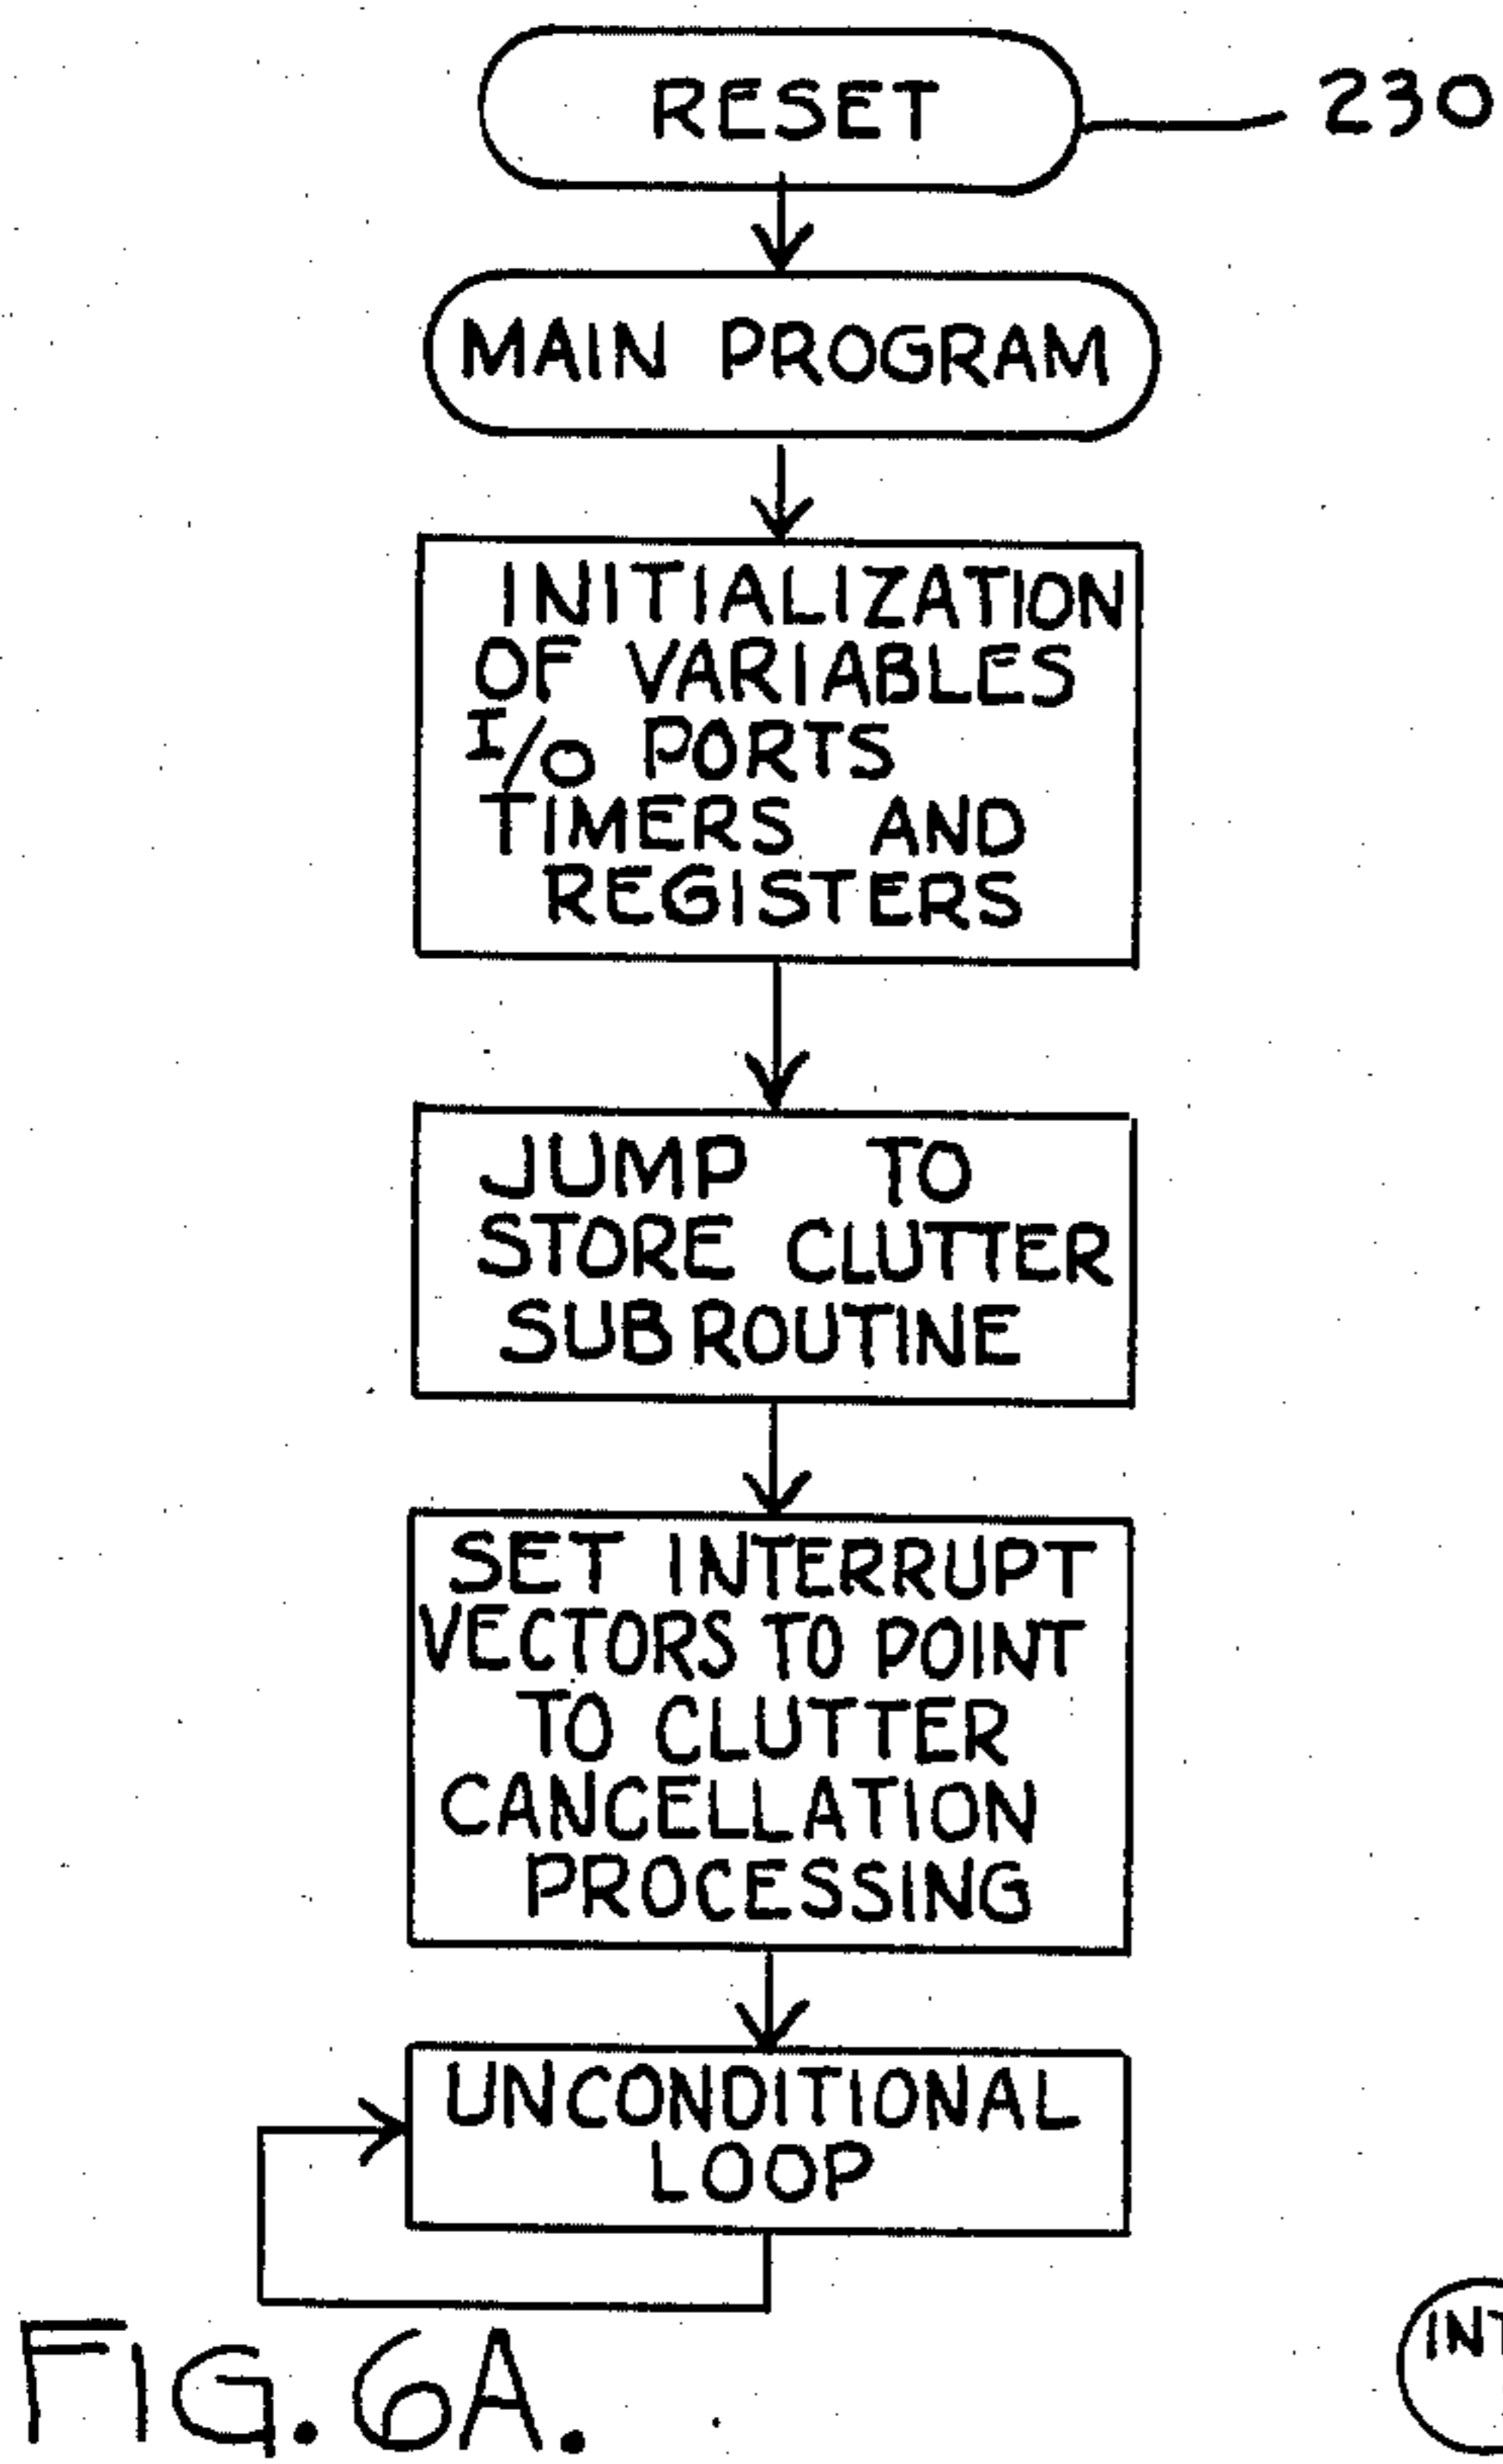 RESET
230
MAIN PROGRAM
INITIALIZATION
OF VARIABLES
I/O PORTS
TIMERS AND
REGISTERS
JUMP TO
STORE CLUTTER
SUBROUTINE
SET INTERRUPT
VECTORS TO POINT
TO CLUTTER
CANCELLATION
PROCESSING
UNCONDITIONAL
LOOP
FIG. 6A.